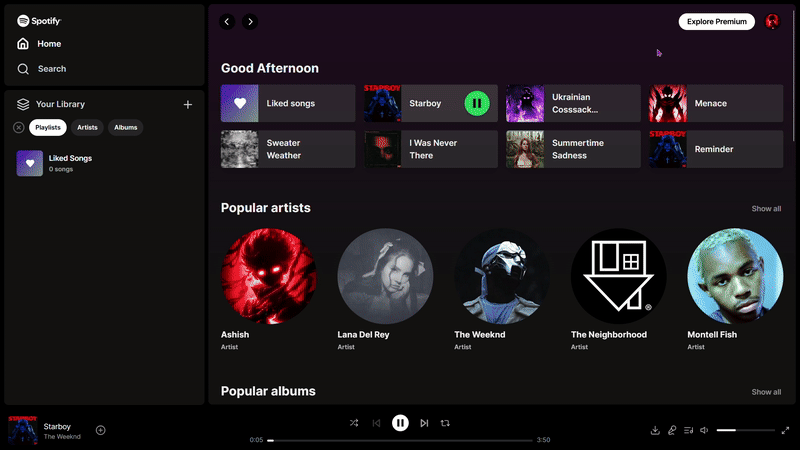 Spotify
Home
Search
Your Library
Playlists
Artists
Albums
Liked Songs
0 songs
Explore Premium
Good Afternoon
Liked songs
STARBOY
Starboy
Ukrainian
Cosssack...
Menace
Sweater
Weather
I Was Never
There
Summertime
Sadness
STARBOY
Reminder
Popular artists
Show all
Ashish
Artist
Lana Del Rey
Artist
The Weeknd
Artist
The Neighborhood
Artist
Montell Fish
Artist
Popular albums
Show all
STARBOY
Starboy
The Weeknd
0:05
3:50